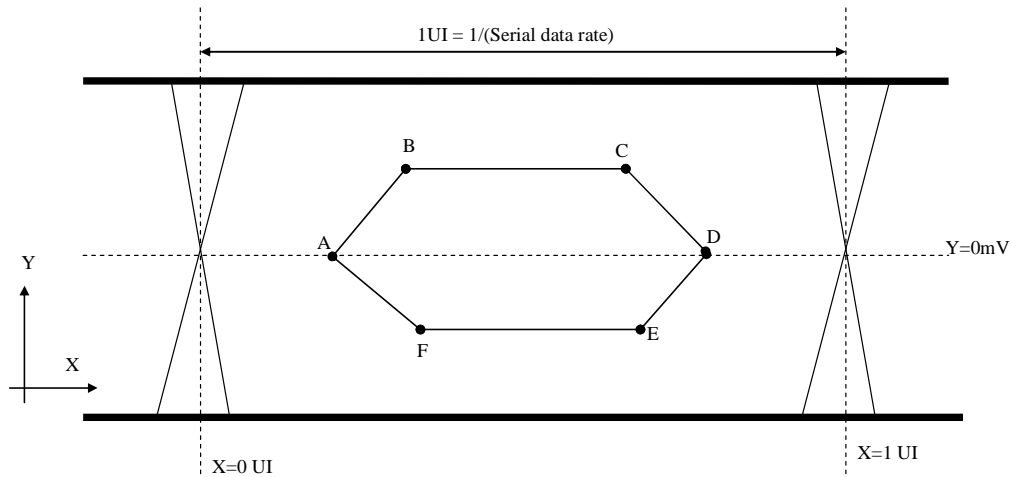 1UI = 1/(Serial data rate)
B
C
A
D
Y=0mV
Y
F
E
X
X=0 UI
X=1 UI